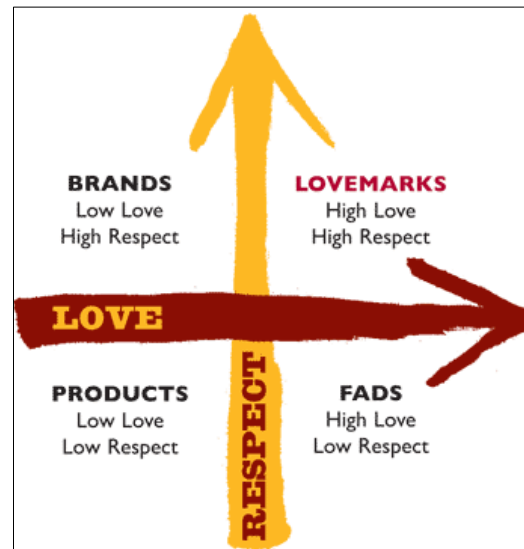 BRANDS
Low Love
High Respect
LOVEMARKS
High Love
High Respect
LOVE
PRODUCTS
Low Love
Low Respect
RESPECT
FADS
High Love
Low Respect